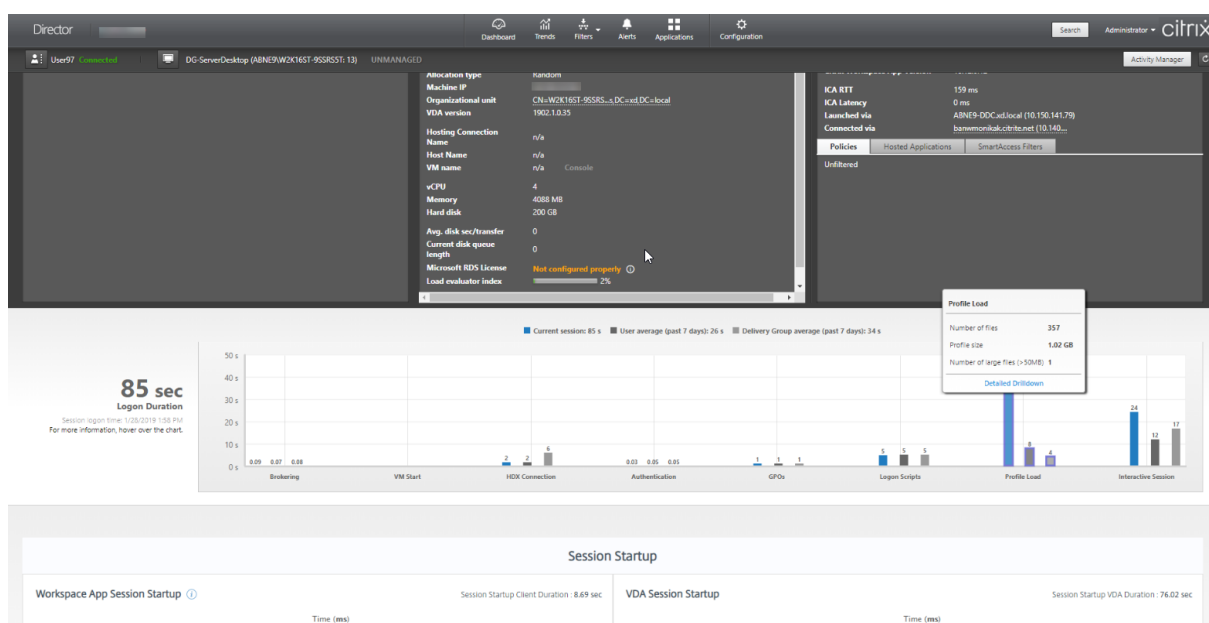 Director
Dashboard
Trends
Filters
Alerts
Applications
Configuration
Search
Administrator
citrix
User97 Connected
DG-ServerDesktop (ABNE9\W2K16ST-9SSRS5T: 13)
UNMANAGED
Activity Manager
Allocation type Random
Machine IP
Organizational unit CN=W2K16ST-9SSRS...s,DC=xd,DC=local
VDA version 1902.1.0.35
Hosting Connection
Name n/a
Host Name n/a
VM name n/a Console
vCPU 4
Memory 4088 MB
Hard disk 200 GB
Avg. disk sec/transfer 0
Current disk queue
length 0
Microsoft RDS License Not configured properly
Load evaluator index 2%
ICA RTT 159 ms
ICA Latency 0 ms
Launched via ABNE9-DDC.xd.local (10.150.141.79)
Connected via banwmonikak.citrite.net (10.140...
Policies Hosted Applications SmartAccess Filters
Unfiltered
Profile Load
Number of files 357
Profile size 1.02 GB
Number of large files (>50MB) 1
Detailed Drilldown
Current session: 85 s User average (past 7 days): 26 s Delivery Group average (past 7 days): 34 s
85 sec
Logon Duration
Session logon time: 1/28/2019 1:58 PM
For more information, hover over the chart.
50 s
40 s
30 s
20 s
10 s
0 s
0.09 0.07 0.08
2 2 6
0.03 0.05 0.05
1 1 1
5 5 5
8 4
24 12 17
Brokering
VM Start
HDX Connection
Authentication
GPOs
Logon Scripts
Profile Load
Interactive Session
Session Startup
Workspace App Session Startup
Session Startup Client Duration : 8.69 sec
Time (ms)
VDA Session Startup
Session Startup VDA Duration : 76.02 sec
Time (ms)